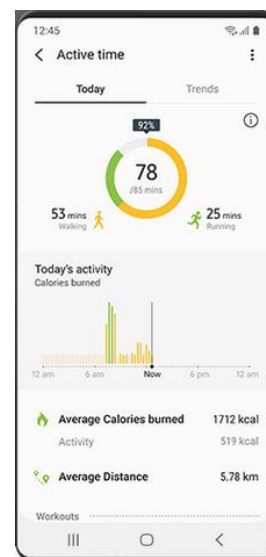 12:45
Active time
Today Trends
92%
78
/85 mins
53 mins
Walking
25 mins
Running
Today's activity
Calories burned
12 am 6 am Now 6 pm 12 am
Average Calories burned 1712 kcal
Activity 519 kcal
Average Distance 5.78 km
Workouts